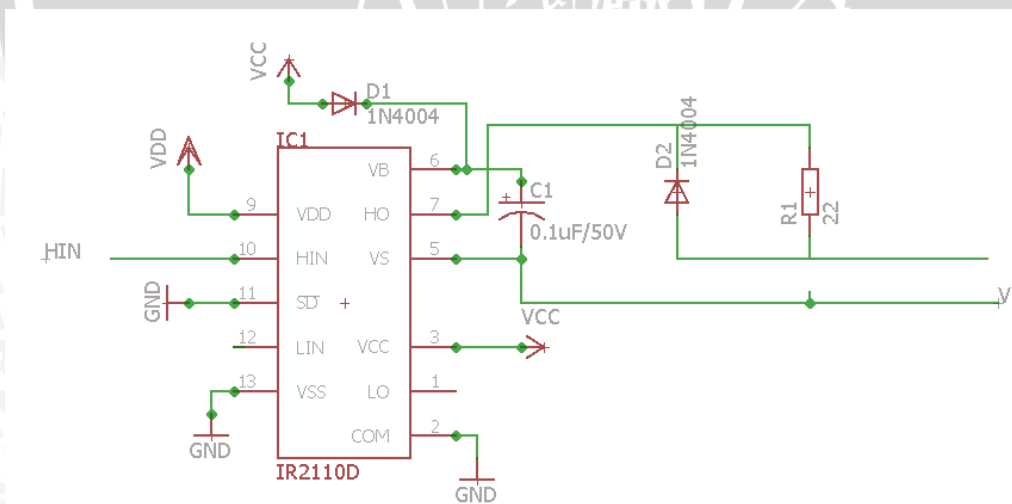 VCC
D1
1N4004
IC1
VDD
9
VDD
HIN
10
HIN
GND
11
SD
12
LIN
13
VSS
GND
VB
6
HO
7
VS
5
VCC
3
LO
1
COM
2
IR2110D
GND
C1
0.1uF/50V
VCC
D2
1N4004
R1
22
V